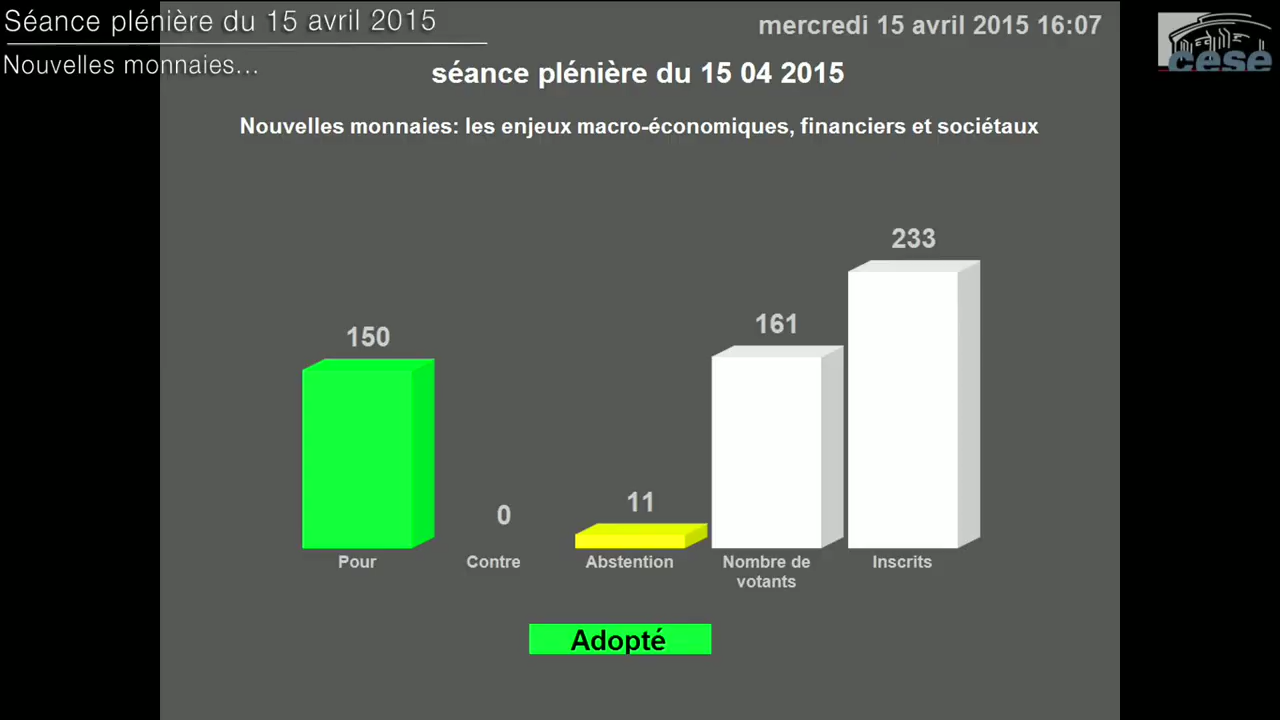 Séance plénière du 15 avril 2015
Nouvelles monnaies...
mercredi 15 avril 2015 16:07
cese
séance plénière du 15 04 2015
Nouvelles monnaies: les enjeux macro-économiques, financiers et sociétaux
150
0
11
161
233
Pour
Contre
Abstention
Nombre de
votants
Inscrits
Adopté